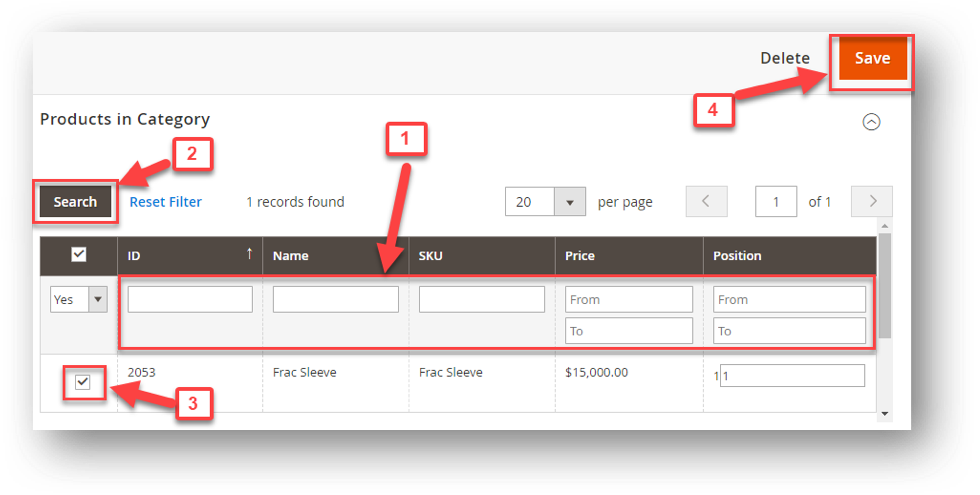 Delete Save
4
Products in Category
1
2
Search Reset Filter 1 records found 20 per page 1 of 1
ID ↑ Name SKU Price Position
Yes From From
To To
2053 Frac Sleeve Frac Sleeve $15,000.00 1 1
3